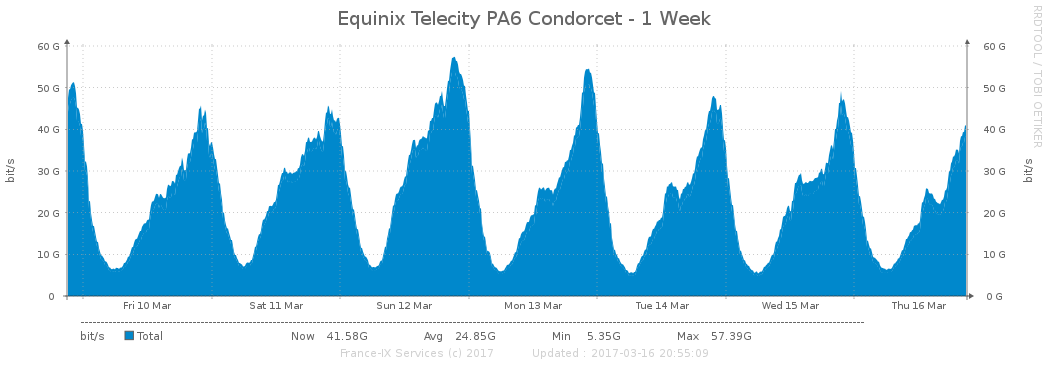 Equinix Telecity PA6 Condorcet - 1 Week
RRDTOOL / TOBI OETIKER
60 G 60 G
50 G 50 G
40 G 40 G
30 G 30 G
20 G 20 G
10 G 10 G
0 0 G
bit/s
bit/s
Fri 10 Mar Sat 11 Mar Sun 12 Mar Mon 13 Mar Tue 14 Mar Wed 15 Mar Thu 16 Mar
bit/s Total Now 41.58G Avg 24.85G Min 5.35G Max 57.39G
France-IX Services (c) 2017 Updated : 2017-03-16 20:55:09